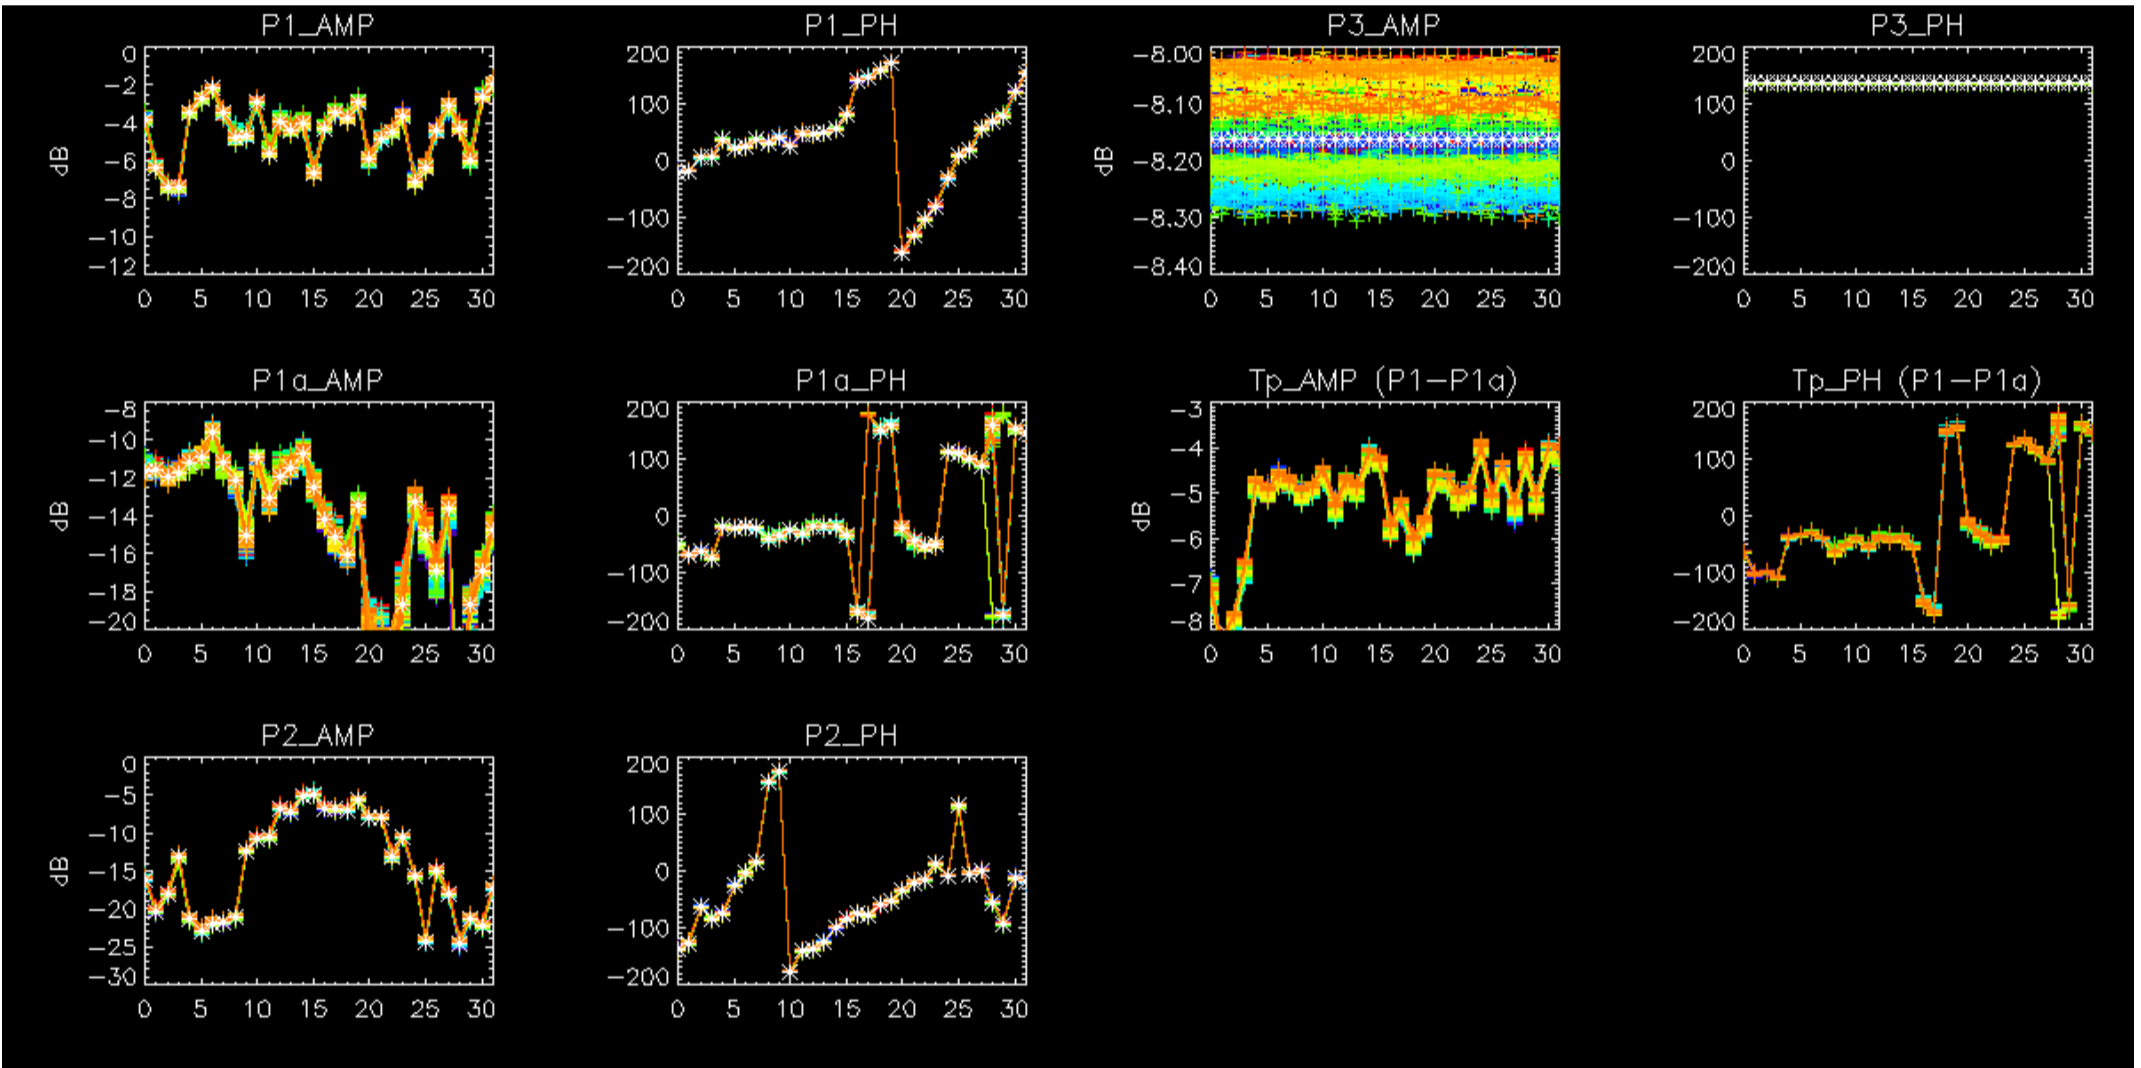 P1_AMP
P1_PH
P3_AMP
P3_PH
dB
0
-2
-4
-6
-8
-10
-12
0 5 10 15 20 25 30
200
100
0
-100
-200
0 5 10 15 20 25 30
dB
-8.00
-8.10
-8.20
-8.30
-8.40
0 5 10 15 20 25 30
200
100
0
-100
-200
0 5 10 15 20 25 30
P1a_AMP
P1a_PH
Tp_AMP (P1-P1a)
Tp_PH (P1-P1a)
dB
-8
-10
-12
-14
-16
-18
-20
0 5 10 15 20 25 30
200
100
0
-100
-200
0 5 10 15 20 25 30
dB
-3
-4
-5
-6
-7
-8
0 5 10 15 20 25 30
200
100
0
-100
-200
0 5 10 15 20 25 30
P2_AMP
P2_PH
dB
0
-5
-10
-15
-20
-25
-30
0 5 10 15 20 25 30
200
100
0
-100
-200
0 5 10 15 20 25 30